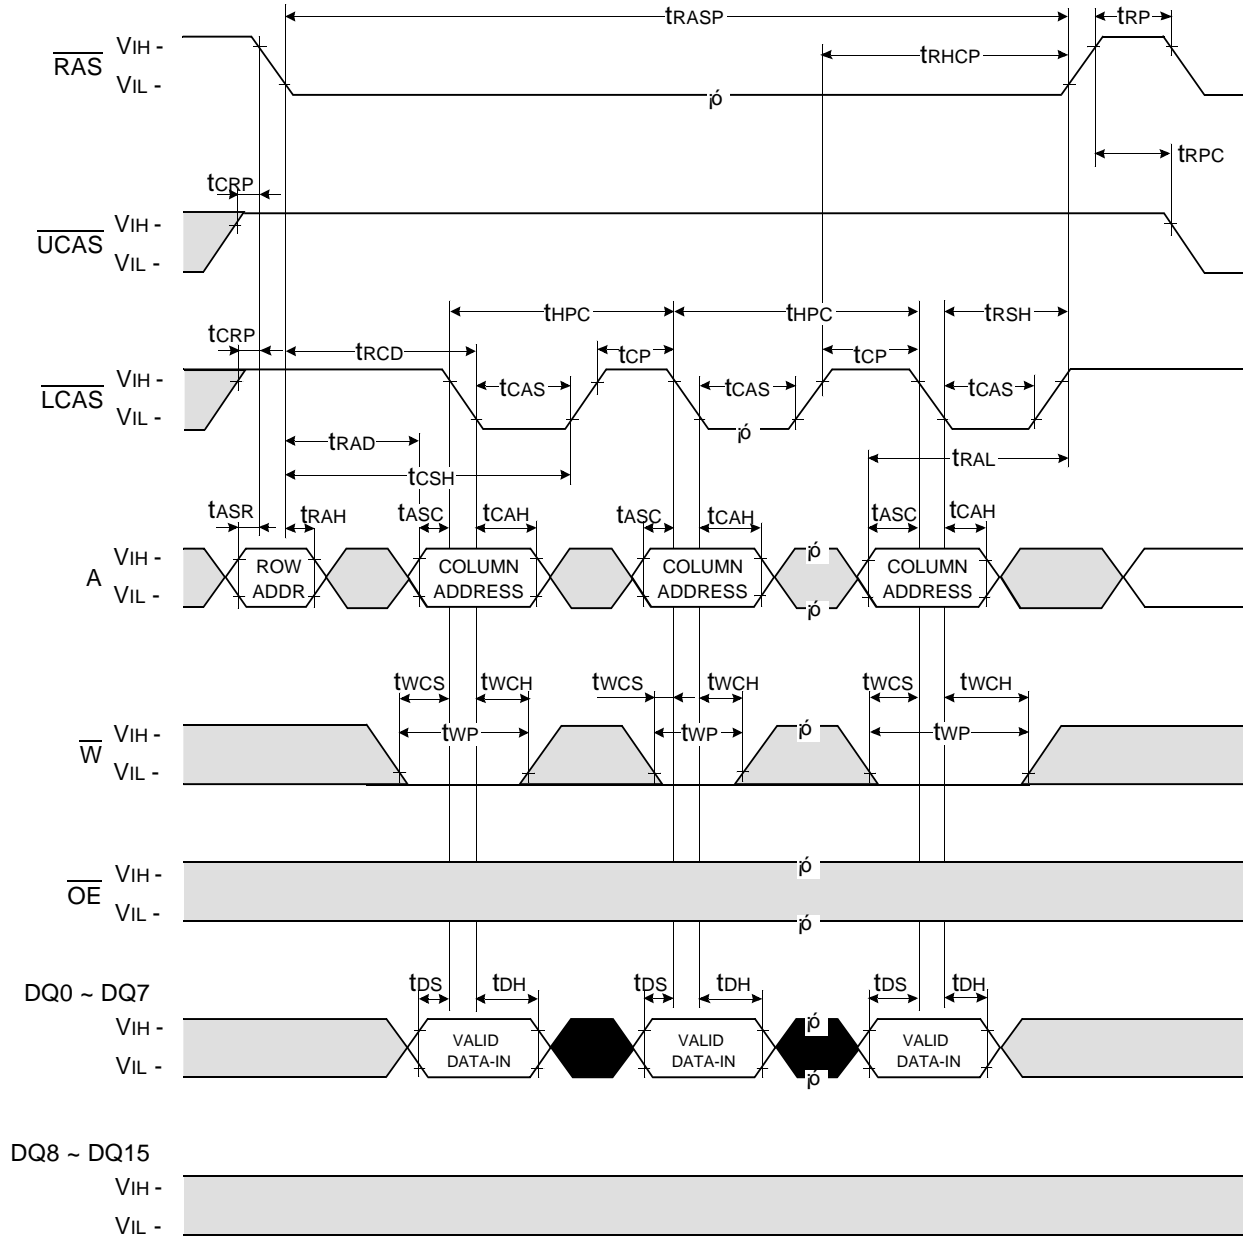 tRASP
tRP
RAS
VIH -
VIL -
tRHCP
¡ó
tRPC
tCRP
UCAS
VIH -
VIL -
tHPC
tHPC
tRSH
tCRP
tRCD
tCP
tCP
LCAS
VIH -
VIL -
tCAS
tCAS
tCAS
¡ó
tRAD
tCSH
tRAL
tASR
tRAH
tASC
tCAH
tASC
tCAH
tASC
tCAH
A
VIH -
VIL -
ROW
ADDR
COLUMN
ADDRESS
COLUMN
ADDRESS
¡ó
¡ó
COLUMN
ADDRESS
tWCS
tWCH
tWCS
tWCH
tWCS
tWCH
W
VIH -
VIL -
tWP
tWP
¡ó
tWP
OE
VIH -
VIL -
¡ó
¡ó
DQ0 ~ DQ7
tDS
tDH
tDS
tDH
tDS
tDH
VIH -
VIL -
VALID
DATA-IN
VALID
DATA-IN
¡ó
¡ó
VALID
DATA-IN
DQ8 ~ DQ15
VIH -
VIL -